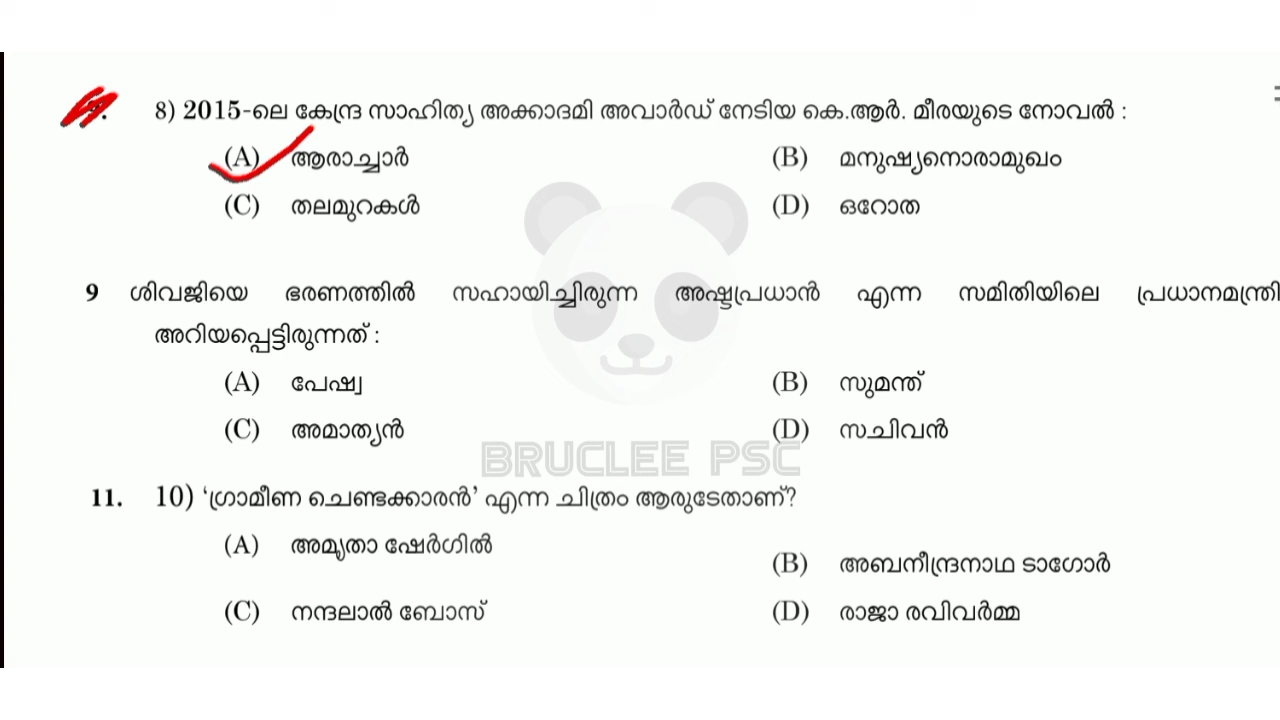 8) 2015-ലെ കേന്ദ്ര സാഹിത്യ അക്കാദമി അവാർഡ് നേടിയ കെ.ആർ. മീരയുടെ നോവൽ :
(A) ആരാച്ചാർ (B) മനുഷ്യനൊരാമുഖം
(C) തലമുറകൾ (D) ഒറോത
9 ശിവജിയെ ഭരണത്തിൽ സഹായിച്ചിരുന്ന അഷ്ടപ്രധാൻ എന്ന സമിതിയിലെ പ്രധാനമന്ത്രി
അറിയപ്പെട്ടിരുന്നത് :
(A) പേഷ്വ (B) സുമന്ത്
(C) അമാത്യൻ (D) സചിവൻ
BRUCLEE PSC
11. 10) ‘ഗ്രാമീണ ചെണ്ടക്കാരൻ’ എന്ന ചിത്രം ആരുടേതാണ്?
(A) അമൃതാ ഷേർഗിൽ (B) അബനീന്ദ്രനാഥ ടാഗോർ
(C) നന്ദലാൽ ബോസ് (D) രാജാ രവിവർമ്മ